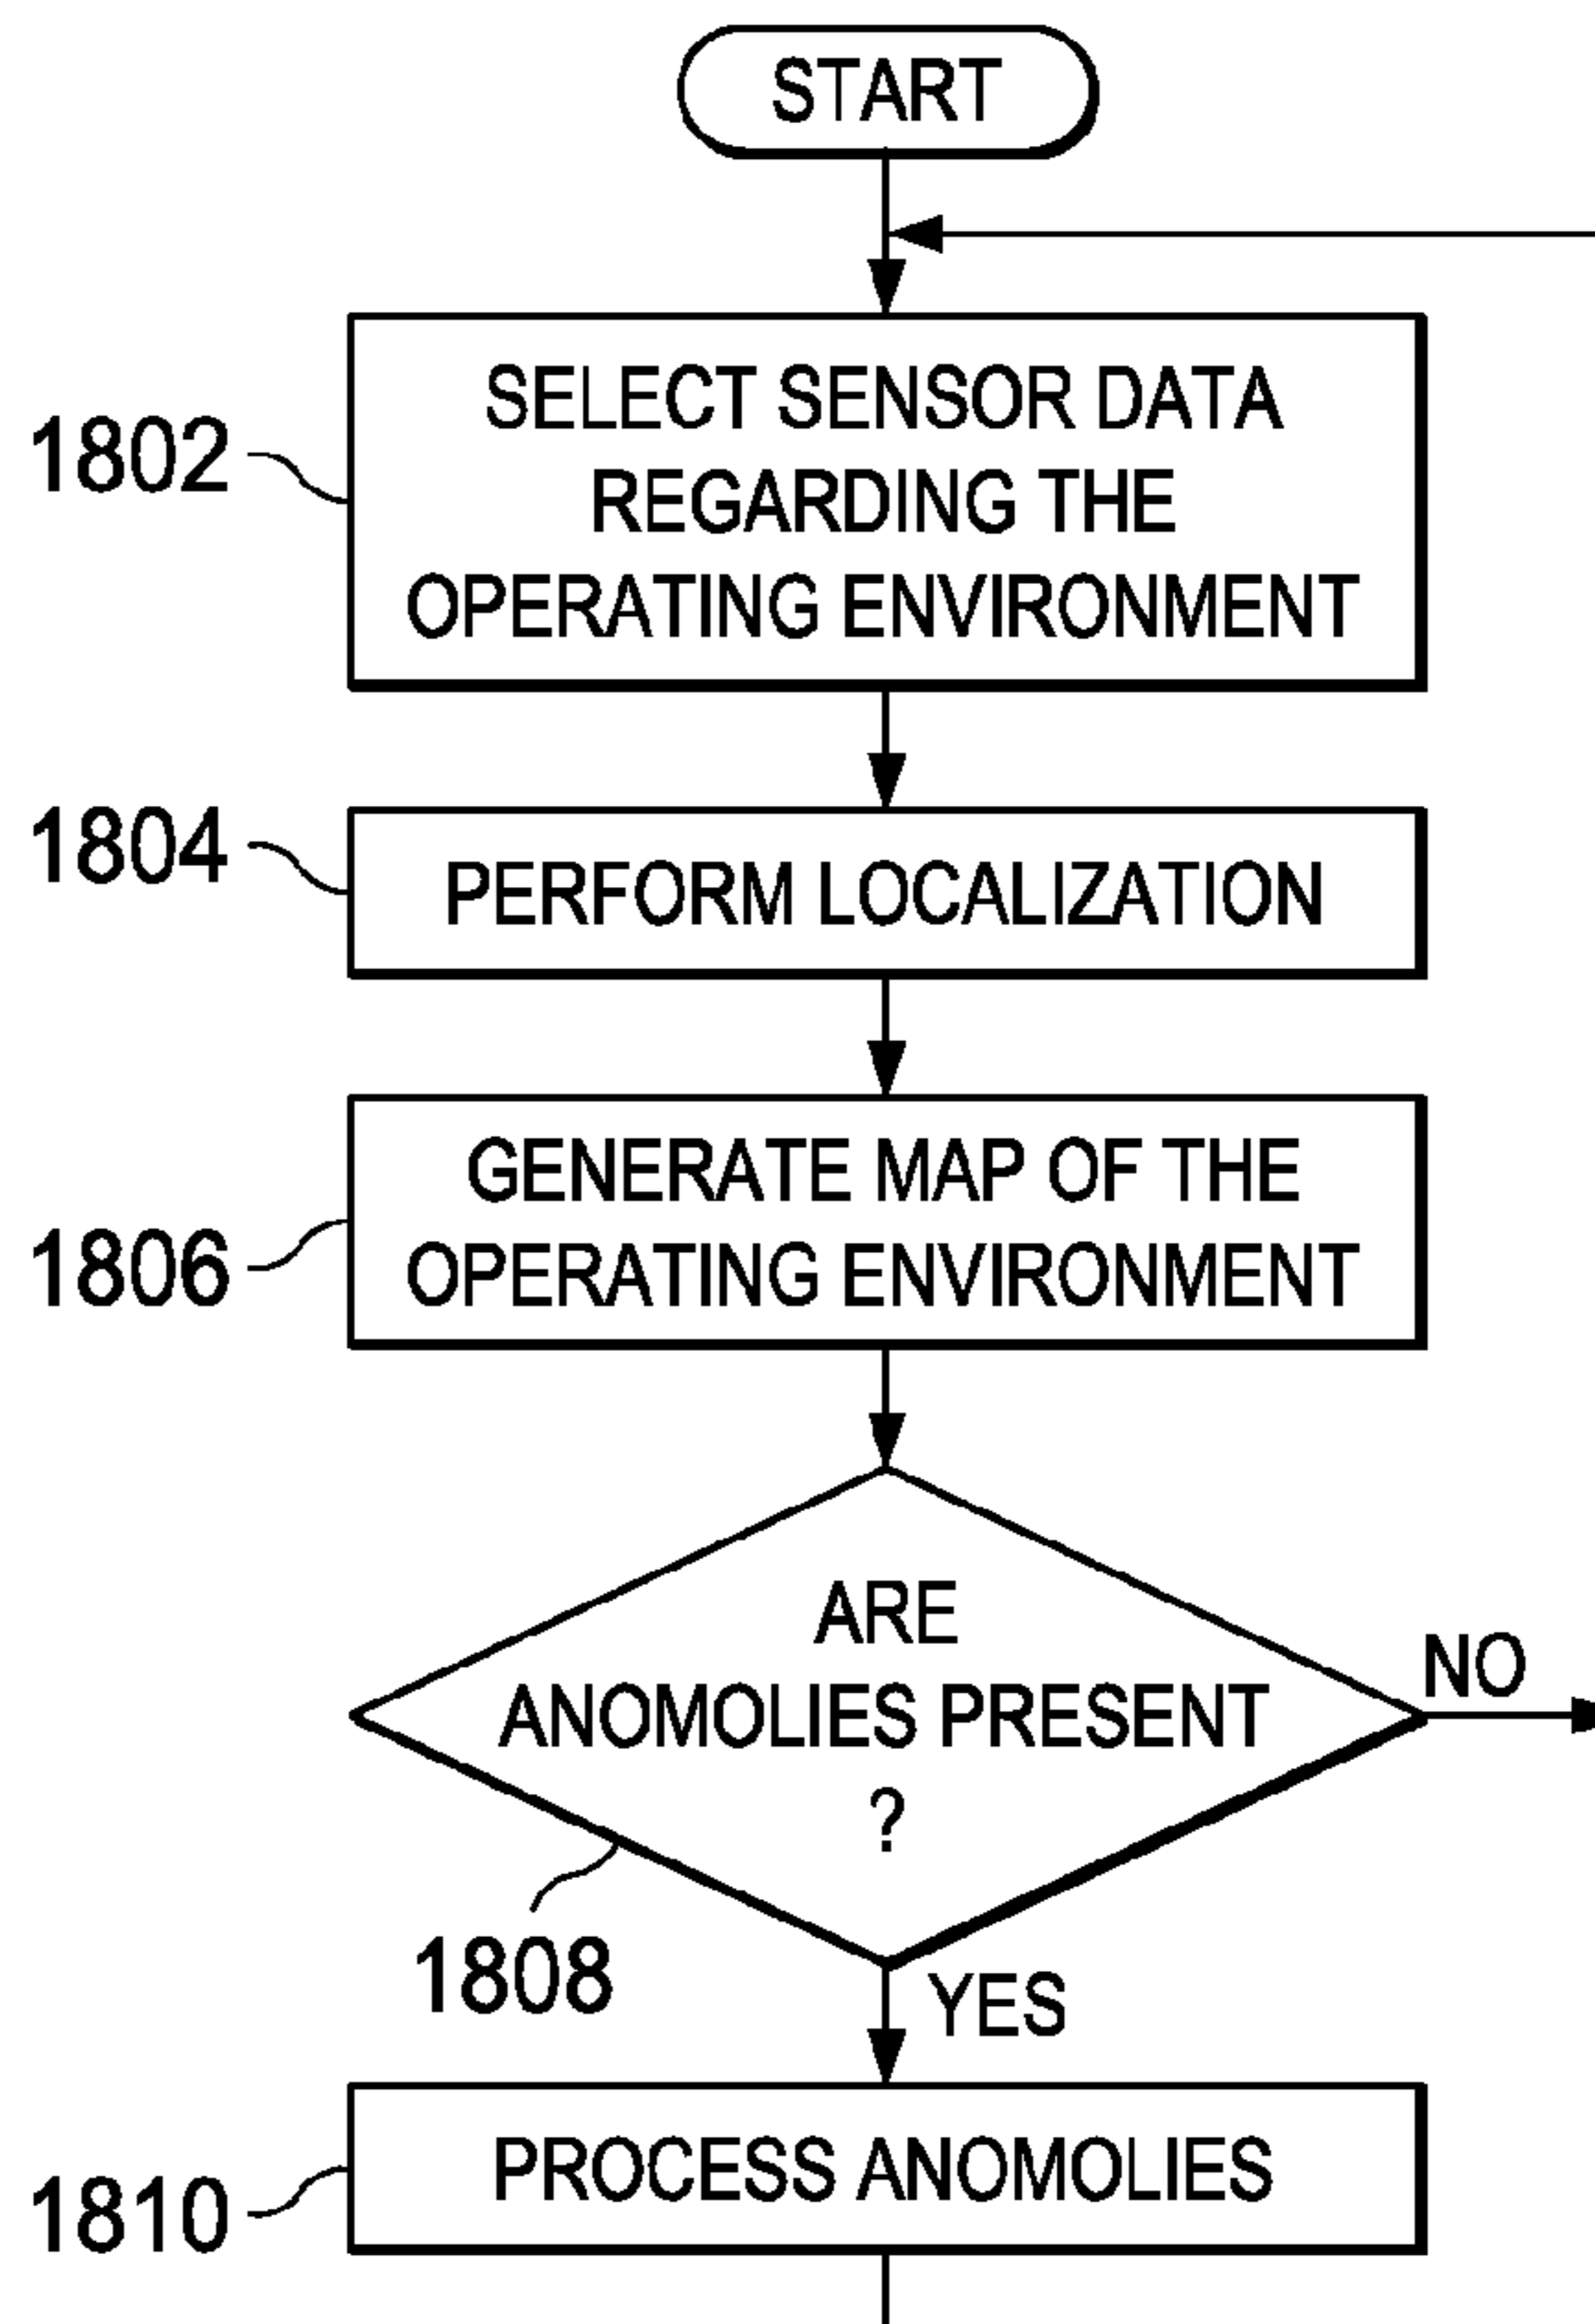 START
1802
SELECT SENSOR DATA
REGARDING THE
OPERATING ENVIRONMENT
1804
PERFORM LOCALIZATION
1806
GENERATE MAP OF THE
OPERATING ENVIRONMENT
ARE
ANOMOLIES PRESENT
?
NO
1808
YES
1810
PROCESS ANOMOLIES